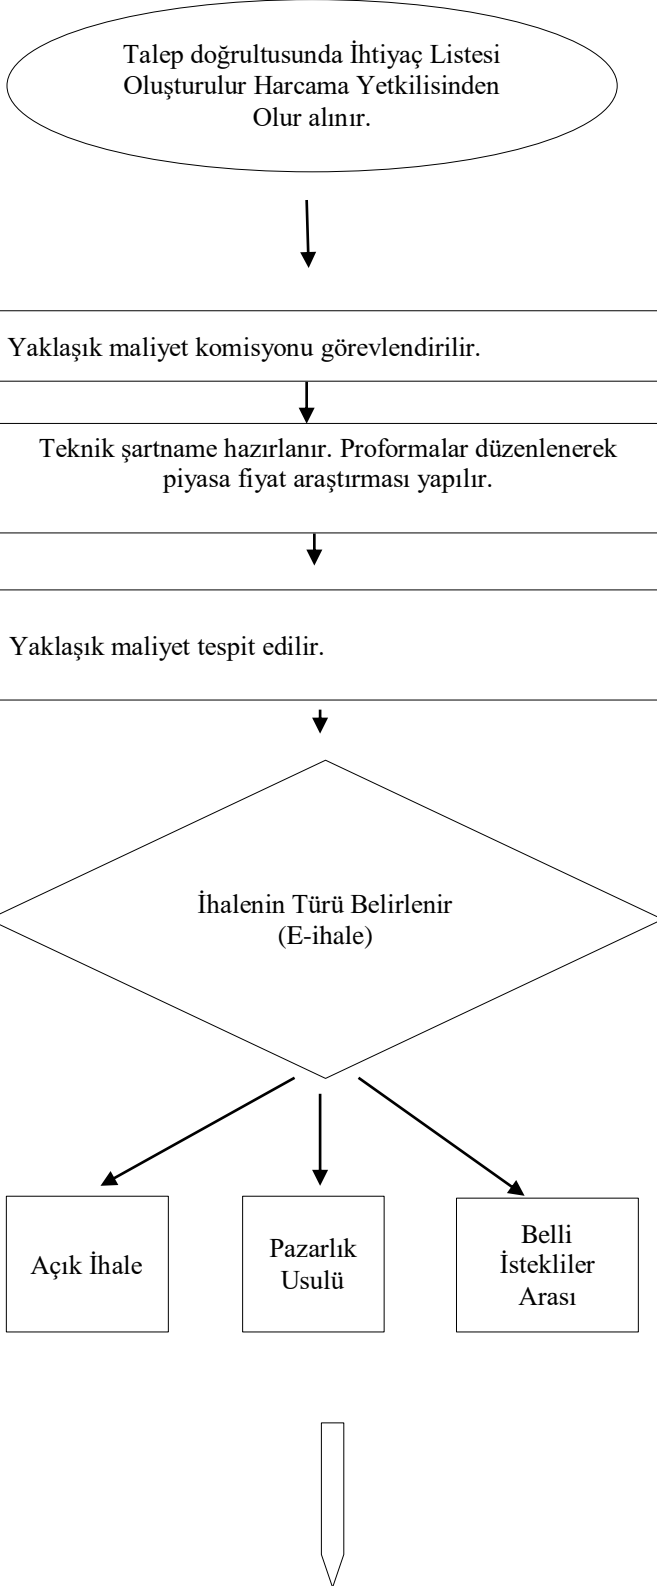 Talep doğrultusunda İhtiyaç Listesi
Oluşturulur Harcama Yetkilisinden
Olur alınır.
Yaklaşık maliyet komisyonu görevlendirilir.
Teknik şartname hazırlanır. Proformalar düzenlenerek
piyasa fiyat araştırması yapılır.
Yaklaşık maliyet tespit edilir.
İhalenin Türü Belirlenir
(E-ihale)
Açık İhale
Pazarlık
Usulü
Belli
İstekliler
Arası